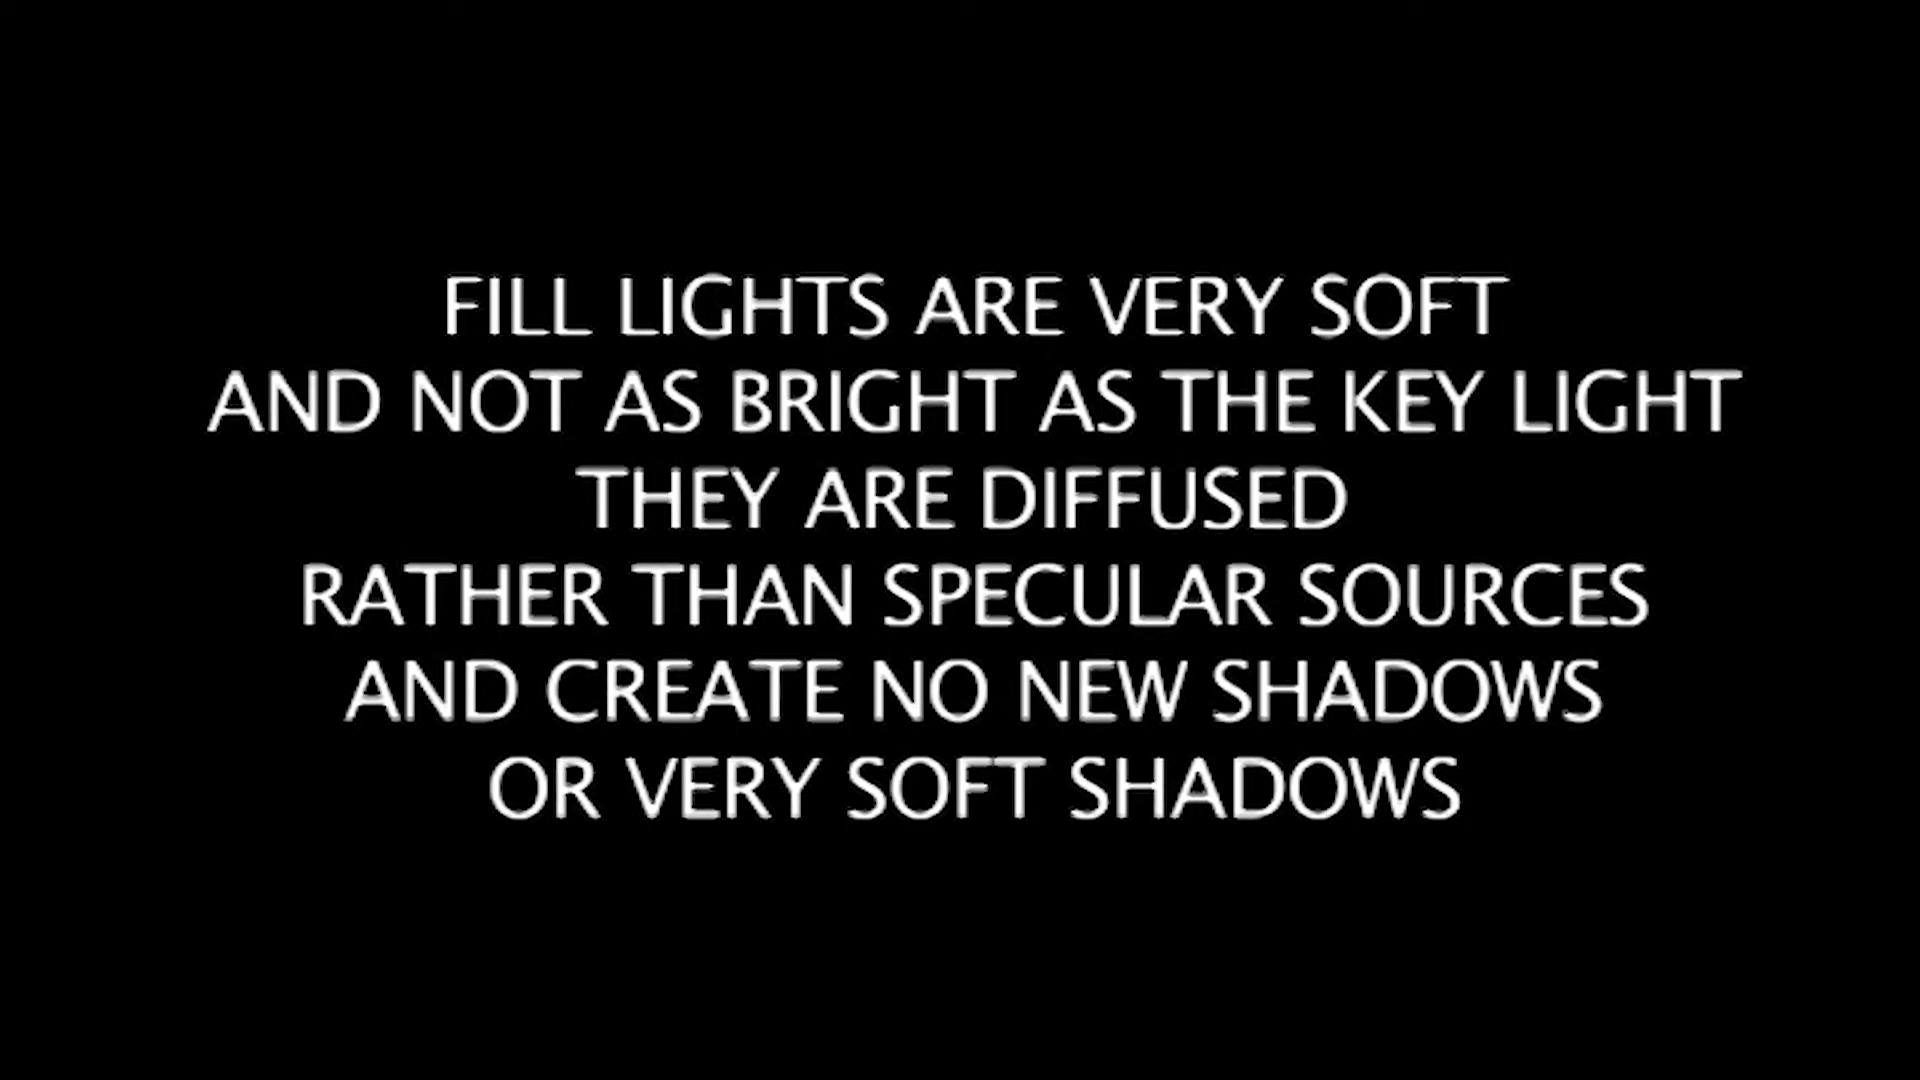 FILL LIGHTS ARE VERY SOFT
AND NOT AS BRIGHT AS THE KEY LIGHT
THEY ARE DIFFUSED
RATHER THAN SPECULAR SOURCES
AND CREATE NO NEW SHADOWS
OR VERY SOFT SHADOWS